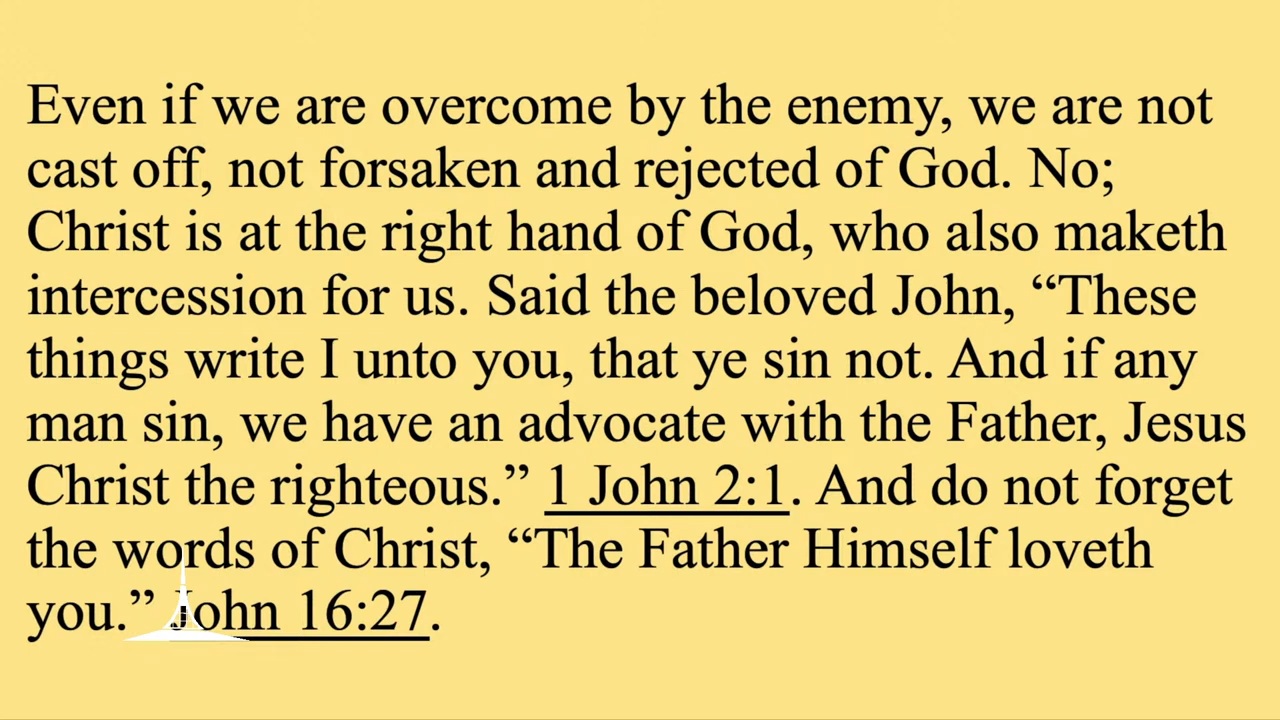 Even if we are overcome by the enemy, we are not
cast off, not forsaken and rejected of God. No;
Christ is at the right hand of God, who also maketh
intercession for us. Said the beloved John, “These
things write I unto you, that ye sin not. And if any
man sin, we have an advocate with the Father, Jesus
Christ the righteous.” 1 John 2:1. And do not forget
the words of Christ, “The Father Himself loveth
you.” John 16:27.